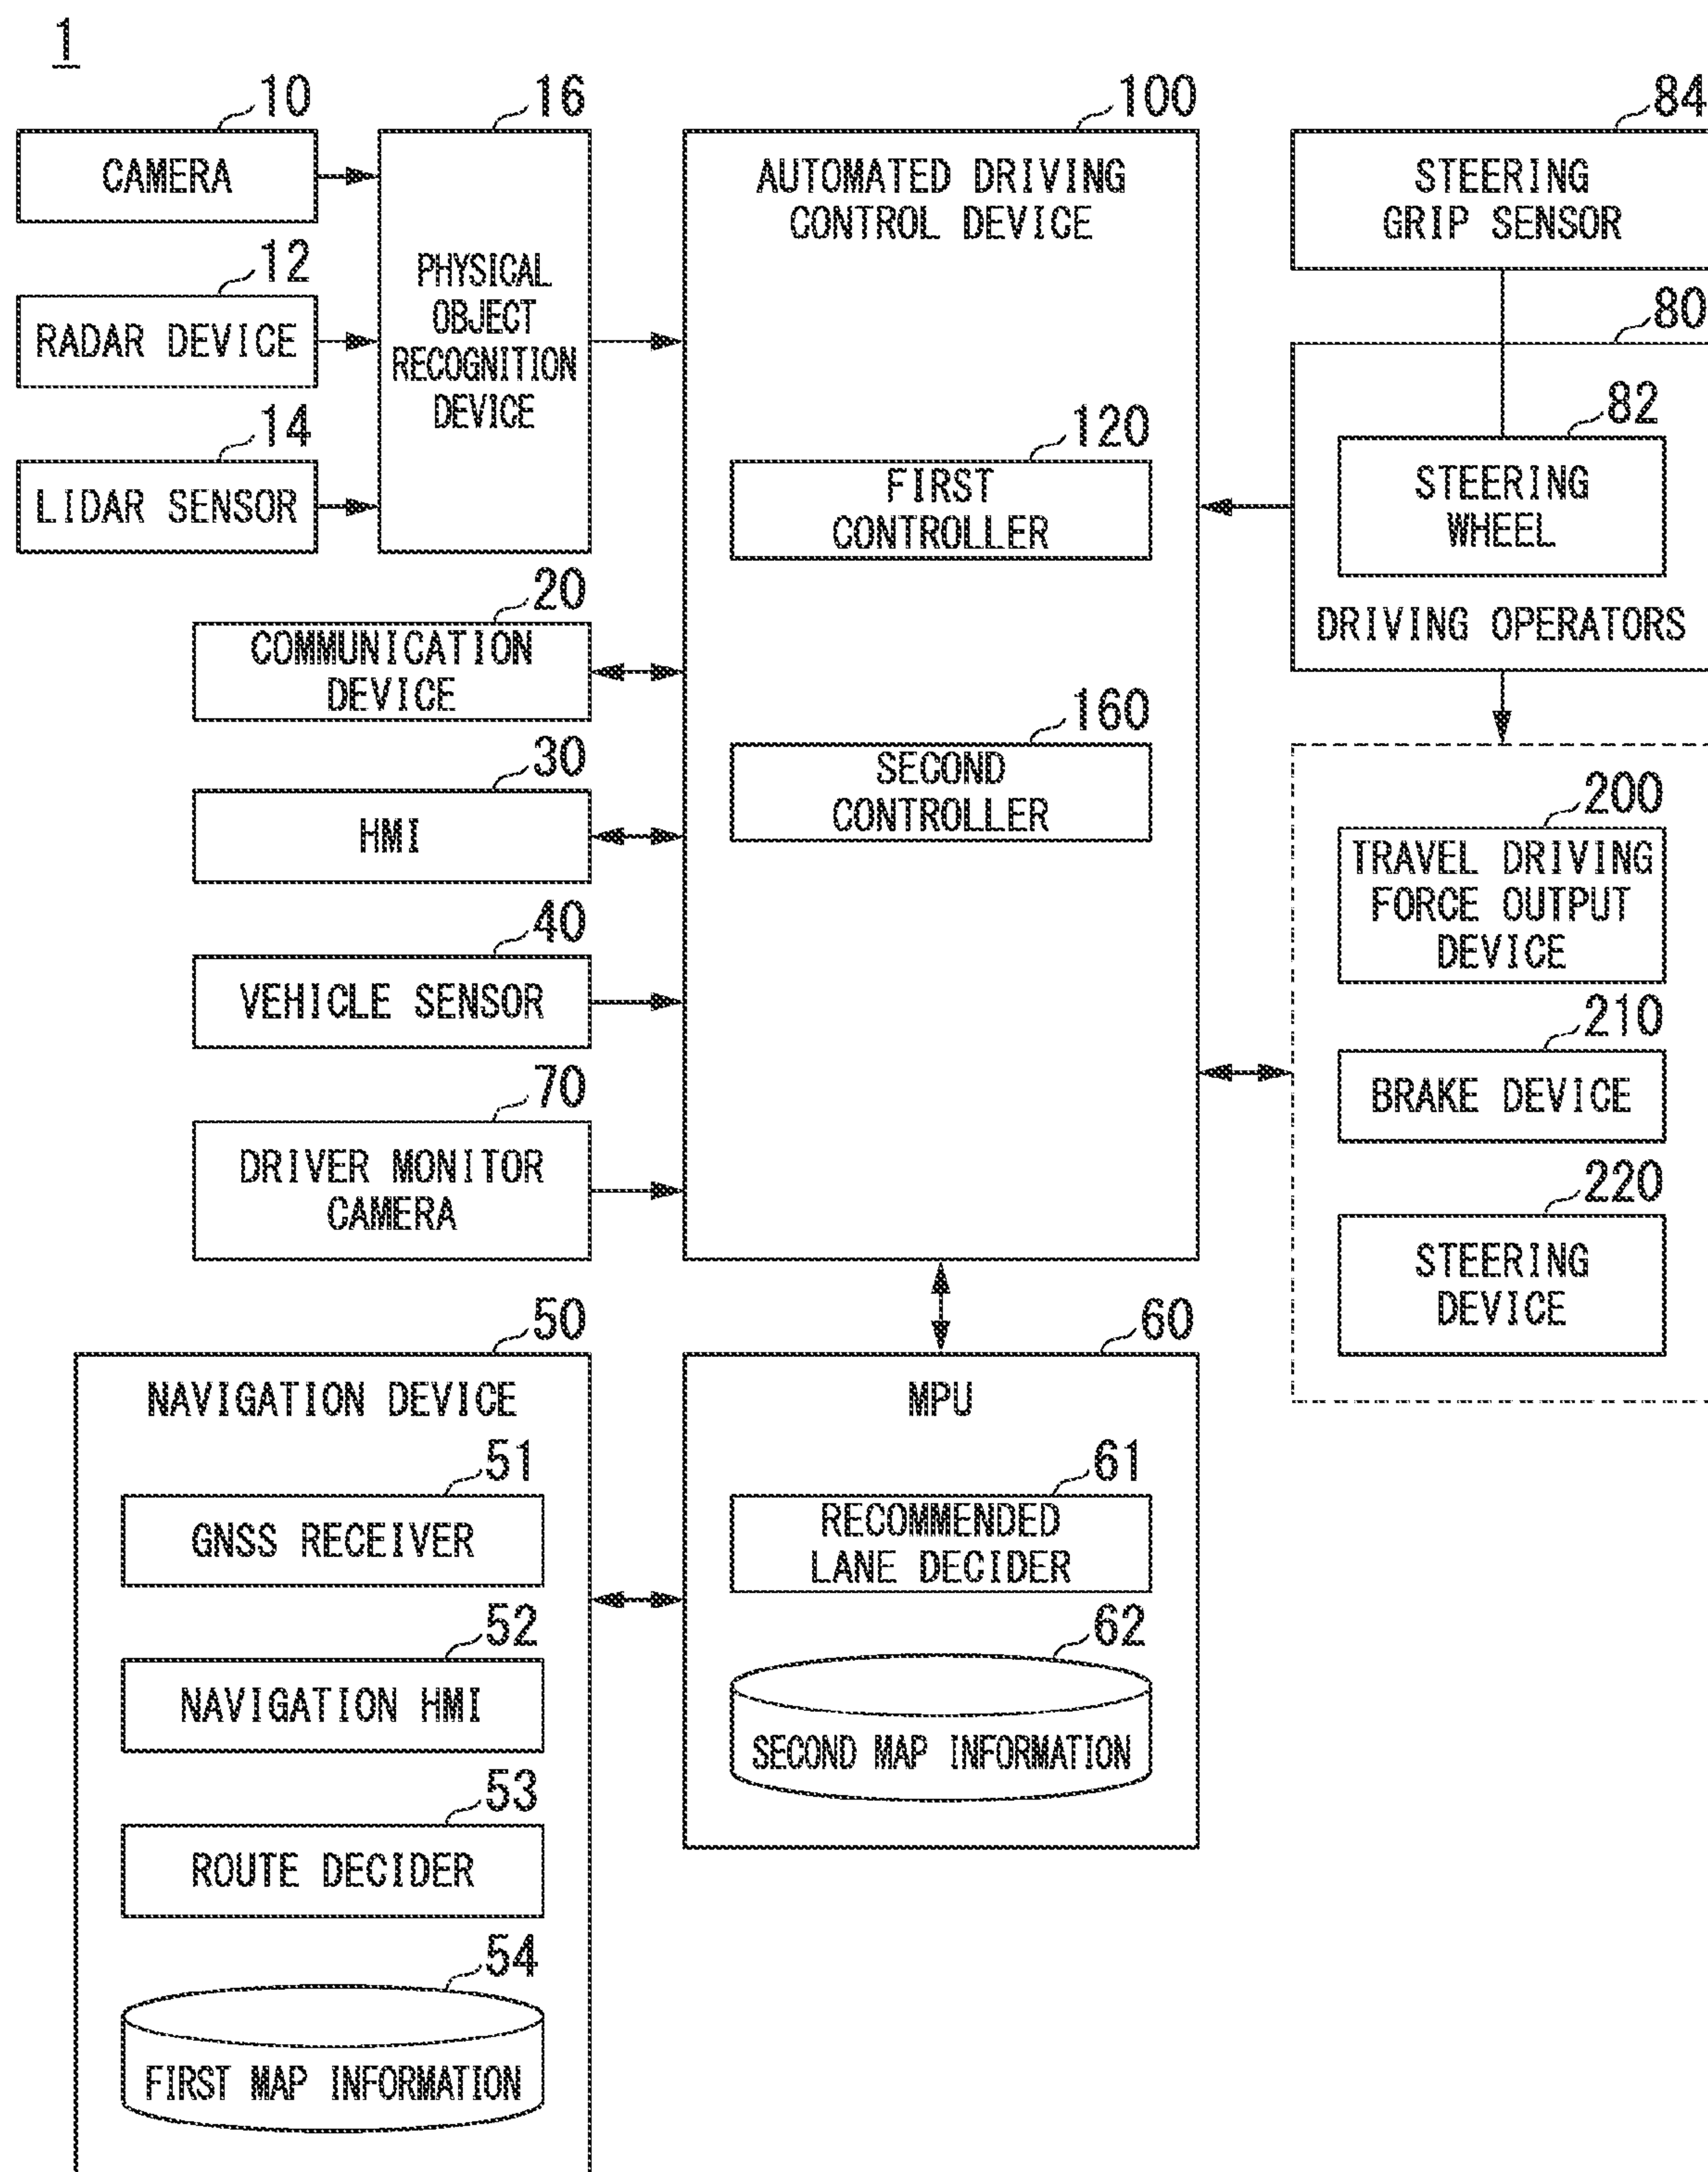 1
10
CAMERA
12
RADAR DEVICE
14
LIDAR SENSOR
16
PHYSICAL
OBJECT
RECOGNITION
DEVICE
20
COMMUNICATION
DEVICE
30
HMI
40
VEHICLE SENSOR
70
DRIVER MONITOR
CAMERA
100
AUTOMATED DRIVING
CONTROL DEVICE
120
FIRST
CONTROLLER
160
SECOND
CONTROLLER
84
STEERING
GRIP SENSOR
80
82
STEERING
WHEEL
DRIVING OPERATORS
200
TRAVEL DRIVING
FORCE OUTPUT
DEVICE
210
BRAKE DEVICE
220
STEERING
DEVICE
50
NAVIGATION DEVICE
51
GNSS RECEIVER
52
NAVIGATION HMI
53
ROUTE DECIDER
54
FIRST MAP INFORMATION
60
MPU
61
RECOMMENDED
LANE DECIDER
62
SECOND MAP INFORMATION